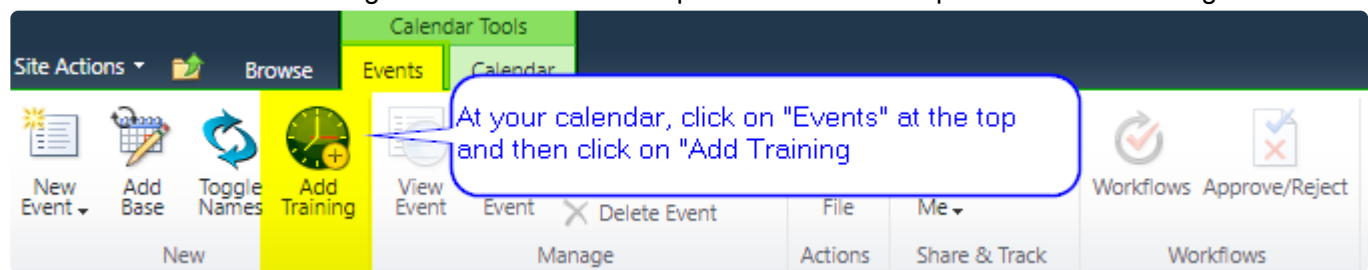 Calendar Tools
Site Actions Browse Events Calendar
At your calendar, click on "Events" at the top
and then click on "Add Training
New Add Toggle Add View Workflows Approve/Reject
Event Base Names Training Event Event Delete Event File Me
New Manage Actions Share & Track Workflows